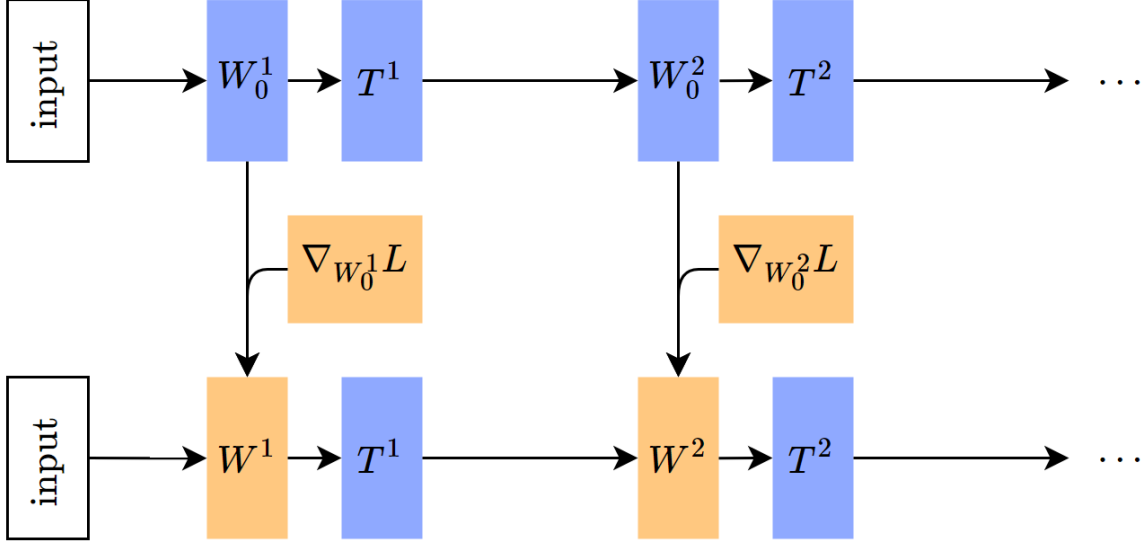 input W_0^1 T^1 W_0^2 T^2 ...
∇_{W_0^1}L ∇_{W_0^2}L
input W^1 T^1 W^2 T^2 ...